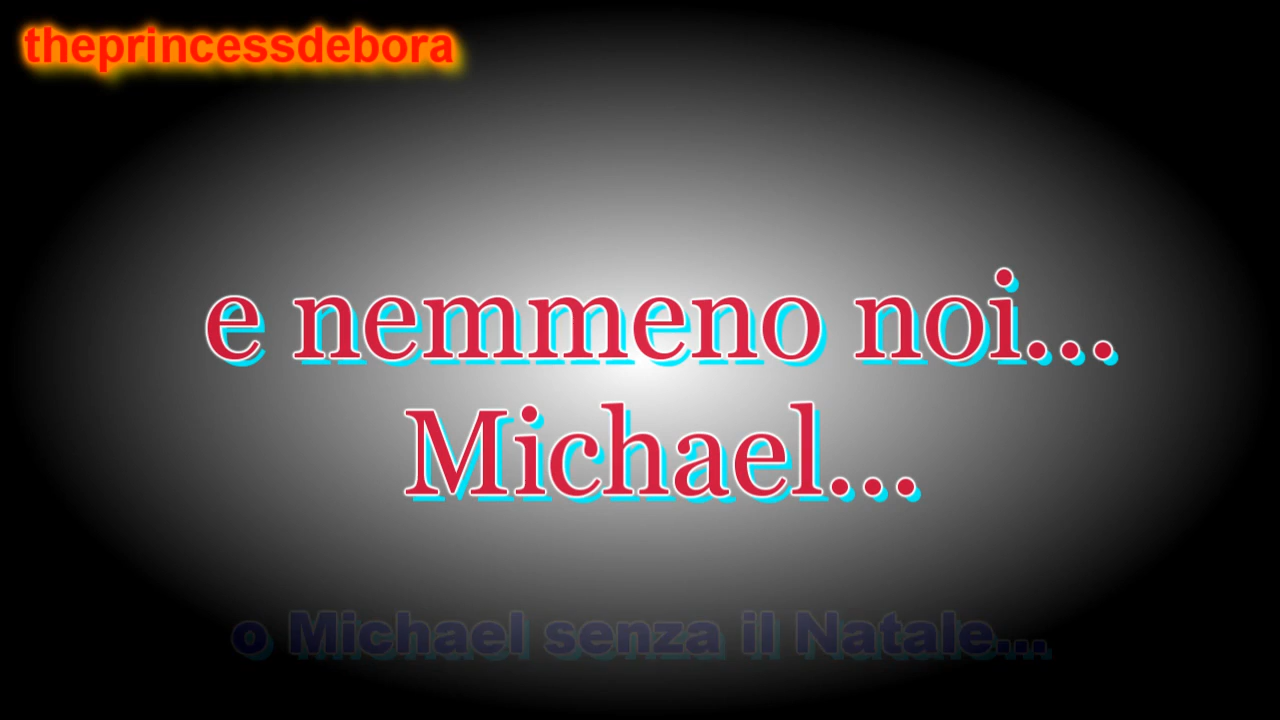 theprincessdebora
e nemmeno noi...
Michael...
o Michael senza il Natale...